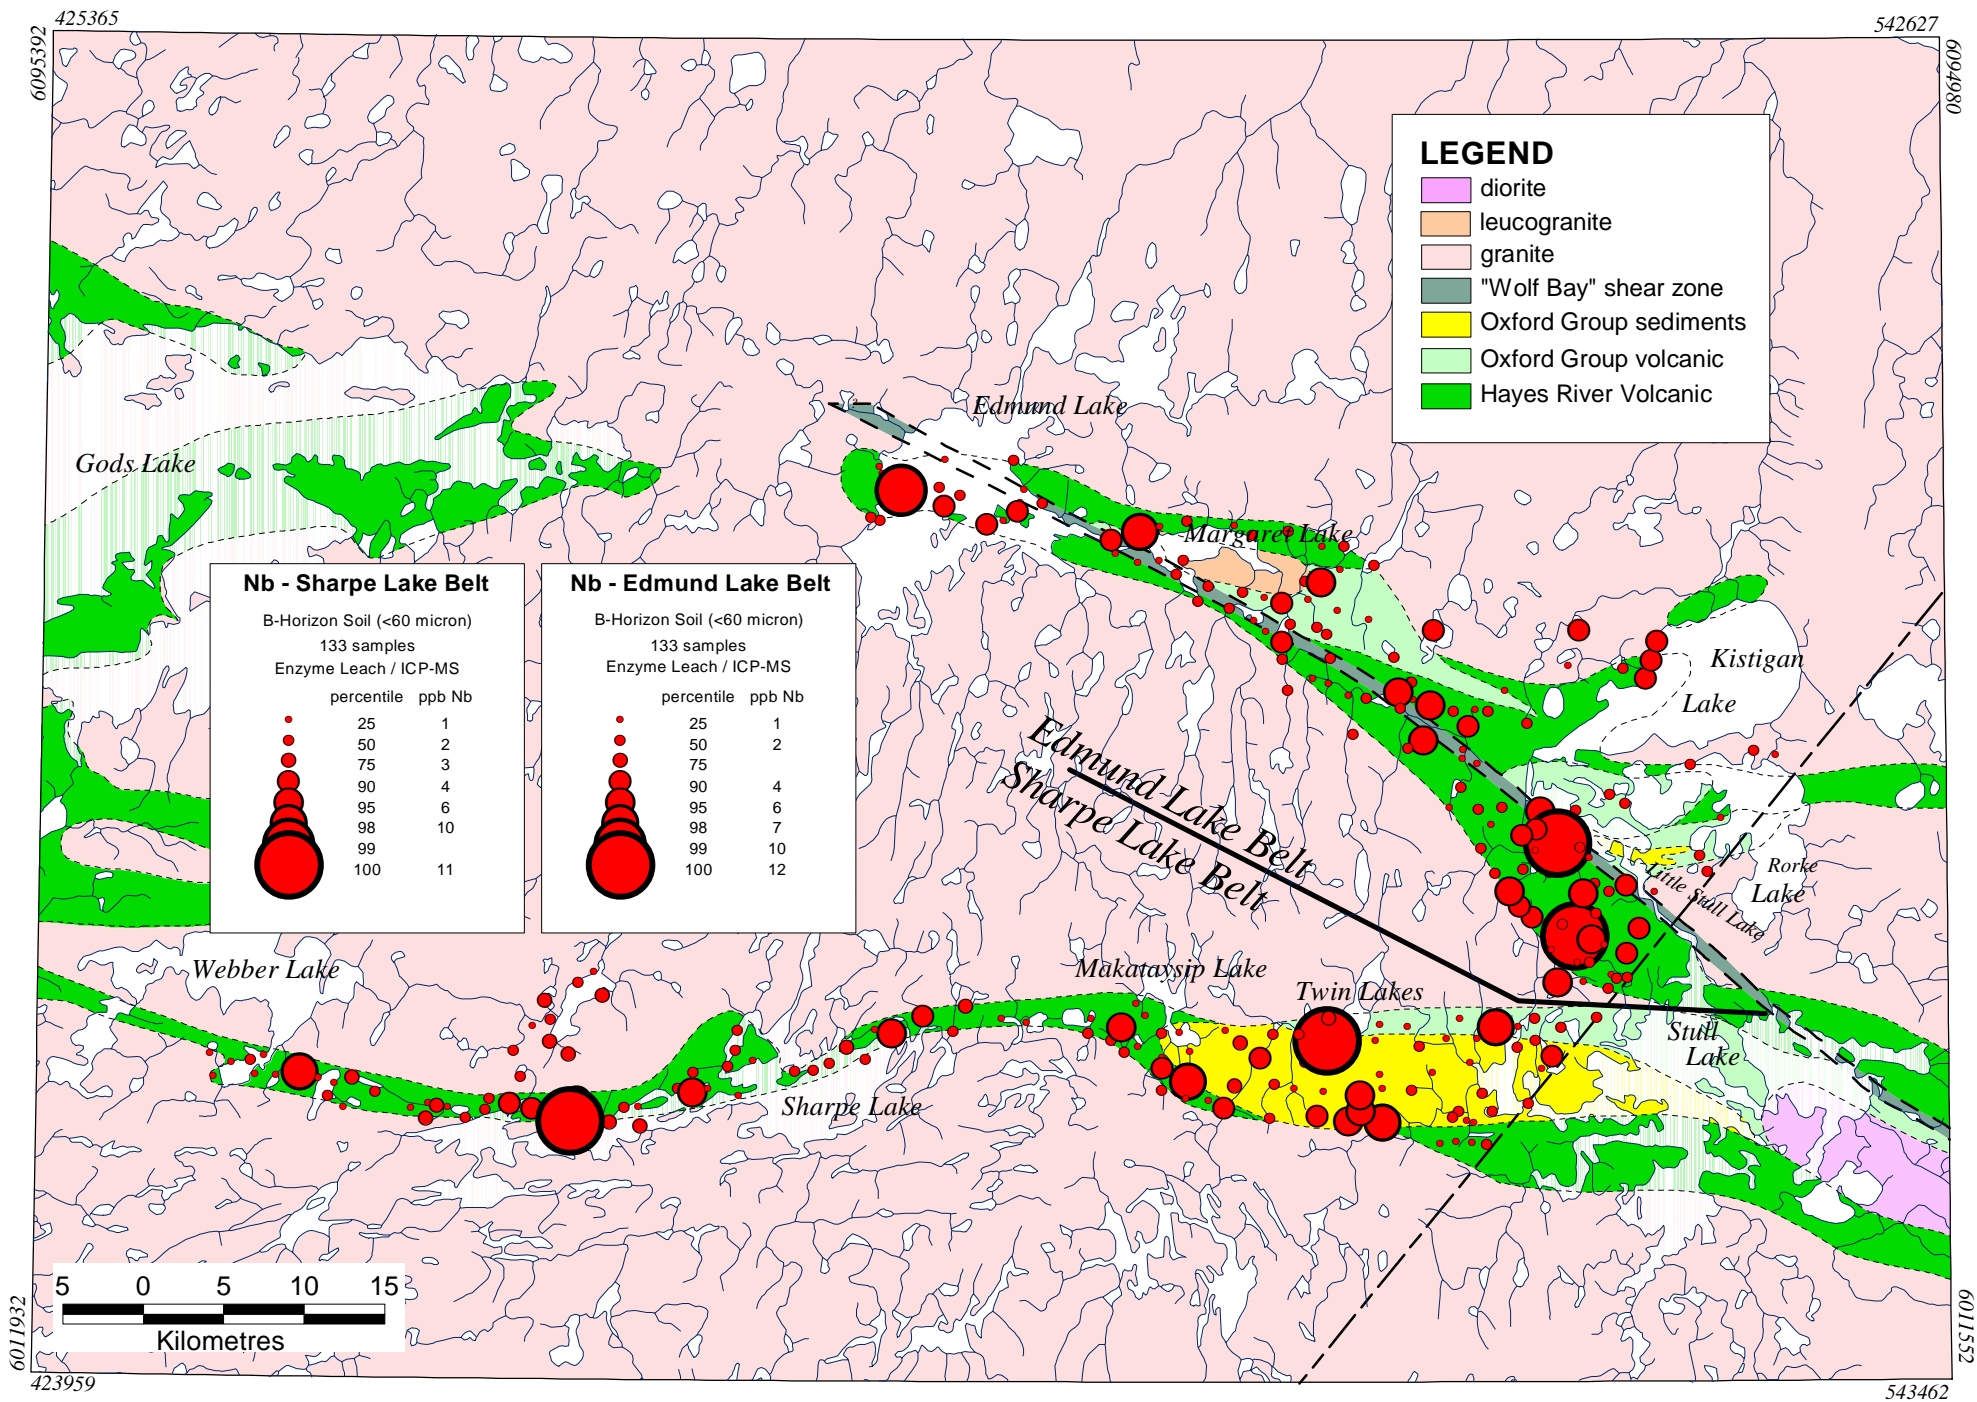 425365
542627
6095392
6094980
LEGEND
diorite
leucogranite
granite
"Wolf Bay" shear zone
Oxford Group sediments
Oxford Group volcanic
Hayes River Volcanic
Edmund Lake
Gods Lake
Margaret Lake
Nb - Sharpe Lake Belt
B-Horizon Soil (<60 micron)
133 samples
Enzyme Leach / ICP-MS
percentile ppb Nb
25 1
50 2
75 3
90 4
95 6
98 10
99
100 11
Nb - Edmund Lake Belt
B-Horizon Soil (<60 micron)
133 samples
Enzyme Leach / ICP-MS
percentile ppb Nb
25 1
50 2
75
90 4
95 6
98 7
99 10
100 12
Kistigan
Lake
Edmund Lake Belt
Sharpe Lake Belt
Rorke
Lake
Little Stull Lake
Webber Lake
Makataysip Lake
Twin Lakes
Stull
Lake
Sharpe Lake
5 0 5 10 15
Kilometres
6011932
6011552
423959
543462